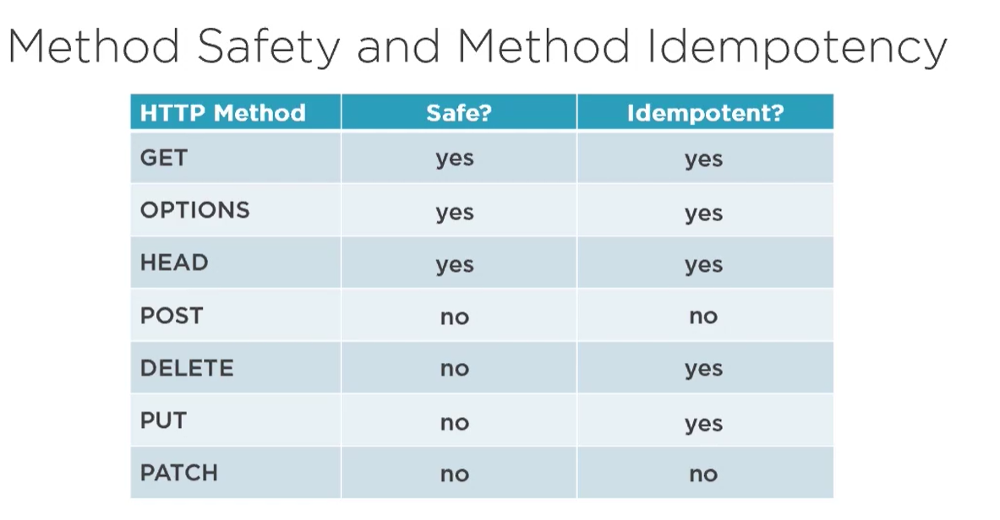 Method Safety and Method Idempotency
HTTP Method Safe? Idempotent?
GET yes yes
OPTIONS yes yes
HEAD yes yes
POST no no
DELETE no yes
PUT no yes
PATCH no no